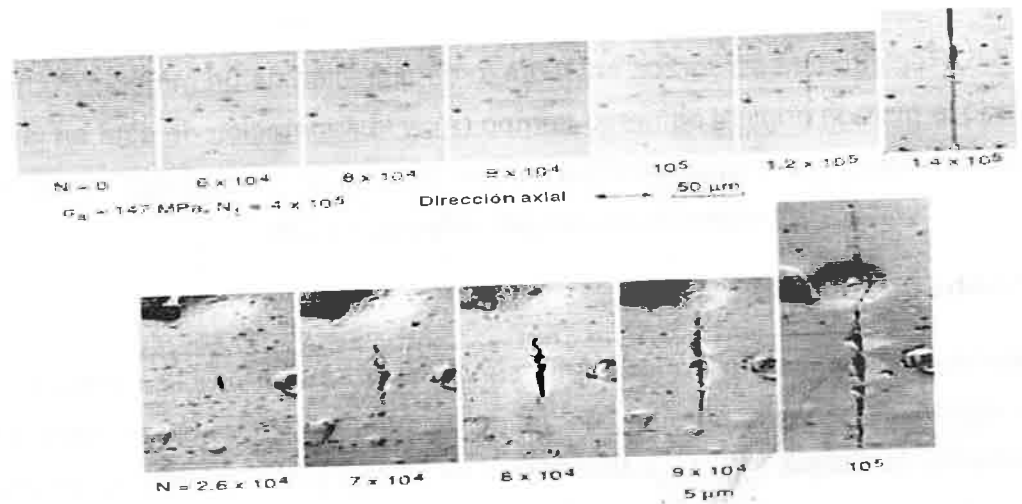 N = 0 6 x 10⁴ 8 x 10⁴ 9 x 10⁴ 10⁵ 1.2 x 10⁵ 1.4 x 10⁵
σₐ = 147 MPa, N_f = 4 x 10⁵ Dirección axial 50 μm
N = 2.6 x 10⁴ 7 x 10⁴ 8 x 10⁴ 9 x 10⁴ 10⁵
5 μm